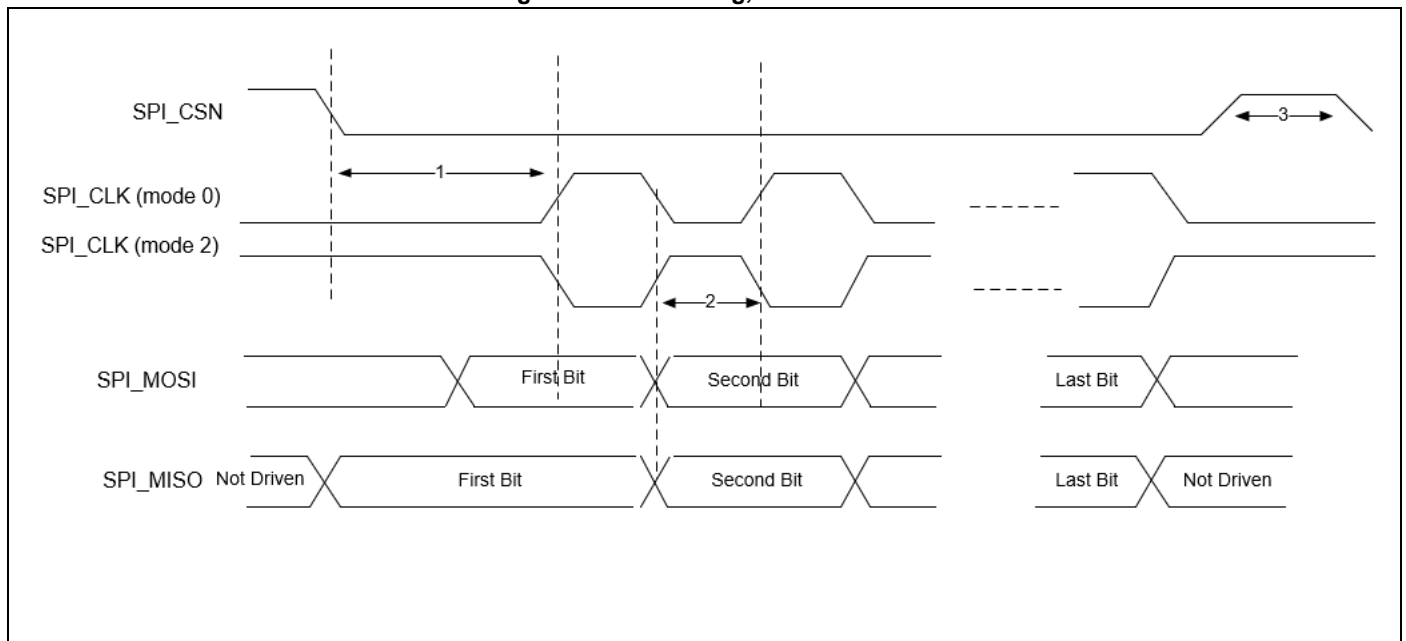 SPI_CSN
3
1
SPI_CLK (mode 0)
SPI_CLK (mode 2)
2
SPI_MOSI
First Bit
Second Bit
Last Bit
SPI_MISO
Not Driven
First Bit
Second Bit
Last Bit
Not Driven